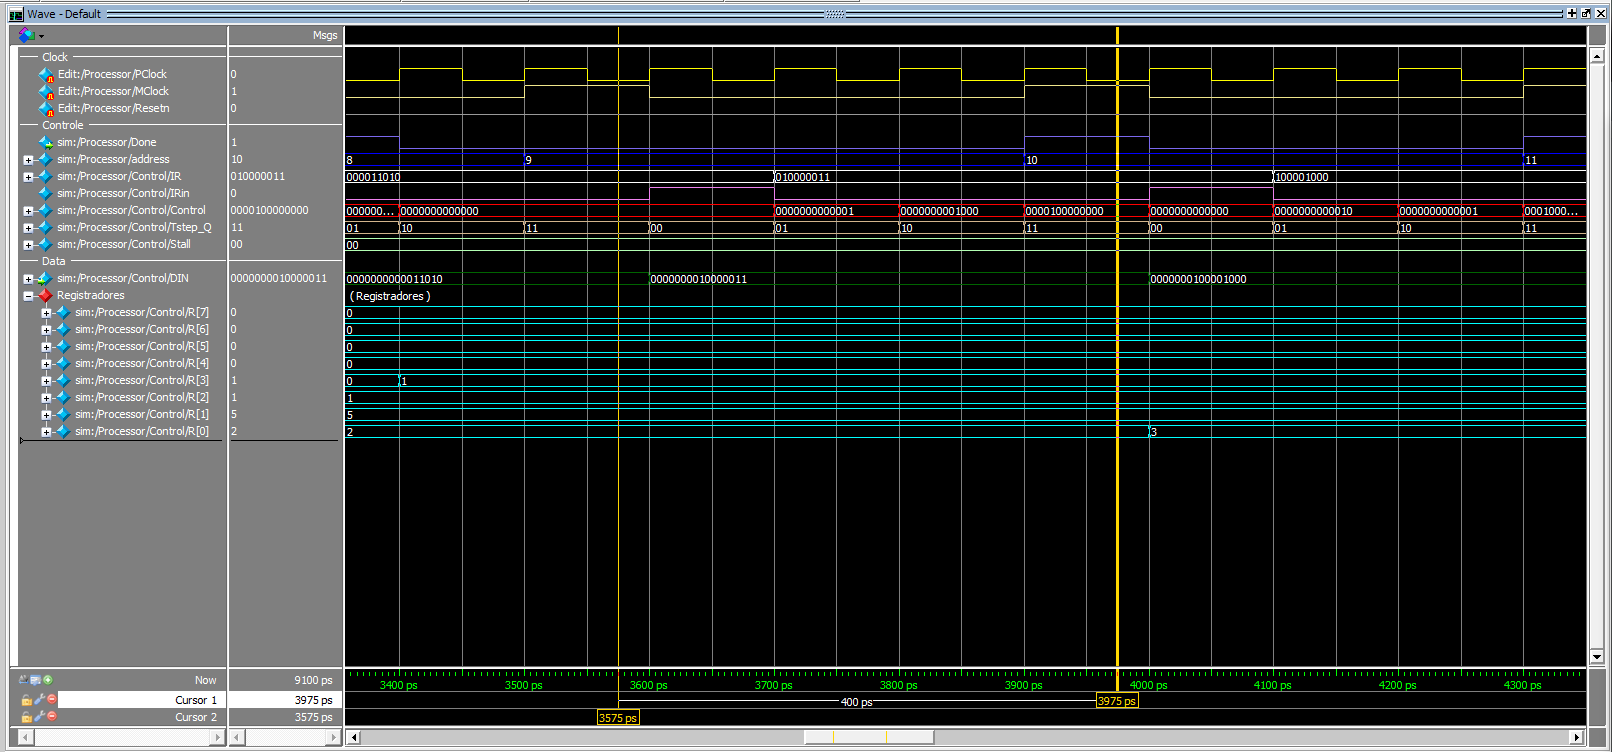 Wave - Default
Msgs
Clock
Edit:/Processor/PClock 0
Edit:/Processor/MClock 1
Edit:/Processor/Resetn 0
Controle
sim:/Processor/Done 1
sim:/Processor/address 10 8 9 10 11
sim:/Processor/Control/IR 010000011 000011010 010000011 100001000
sim:/Processor/Control/IRin 0
sim:/Processor/Control/Control 0000100000000 000000... 0000000000000 0000000000001 0000000001000 0000100000000 0000000000000 0000000000010 0000000000001 0001000...
sim:/Processor/Control/Tstep_Q 11 01 10 11 00 01 10 11 00 01 10 11
sim:/Processor/Control/Stall 00 00
Data
sim:/Processor/Control/DIN 0000000010000011 0000000000011010 0000000010000011 0000000100001000
Registradores ( Registradores )
sim:/Processor/Control/R[7] 0 0
sim:/Processor/Control/R[6] 0 0
sim:/Processor/Control/R[5] 0 0
sim:/Processor/Control/R[4] 0 0
sim:/Processor/Control/R[3] 1 0 1
sim:/Processor/Control/R[2] 1 1
sim:/Processor/Control/R[1] 5 5
sim:/Processor/Control/R[0] 2 2 3
Now 9100 ps 3400 ps 3500 ps 3600 ps 3700 ps 3800 ps 3900 ps 4000 ps 4100 ps 4200 ps 4300 ps
Cursor 1 3975 ps 400 ps 3975 ps
Cursor 2 3575 ps 3575 ps